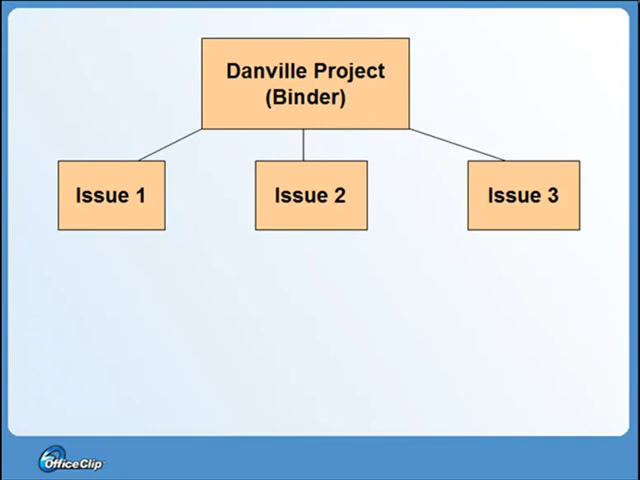 Danville Project
(Binder)
Issue 1
Issue 2
Issue 3
OfficeClip